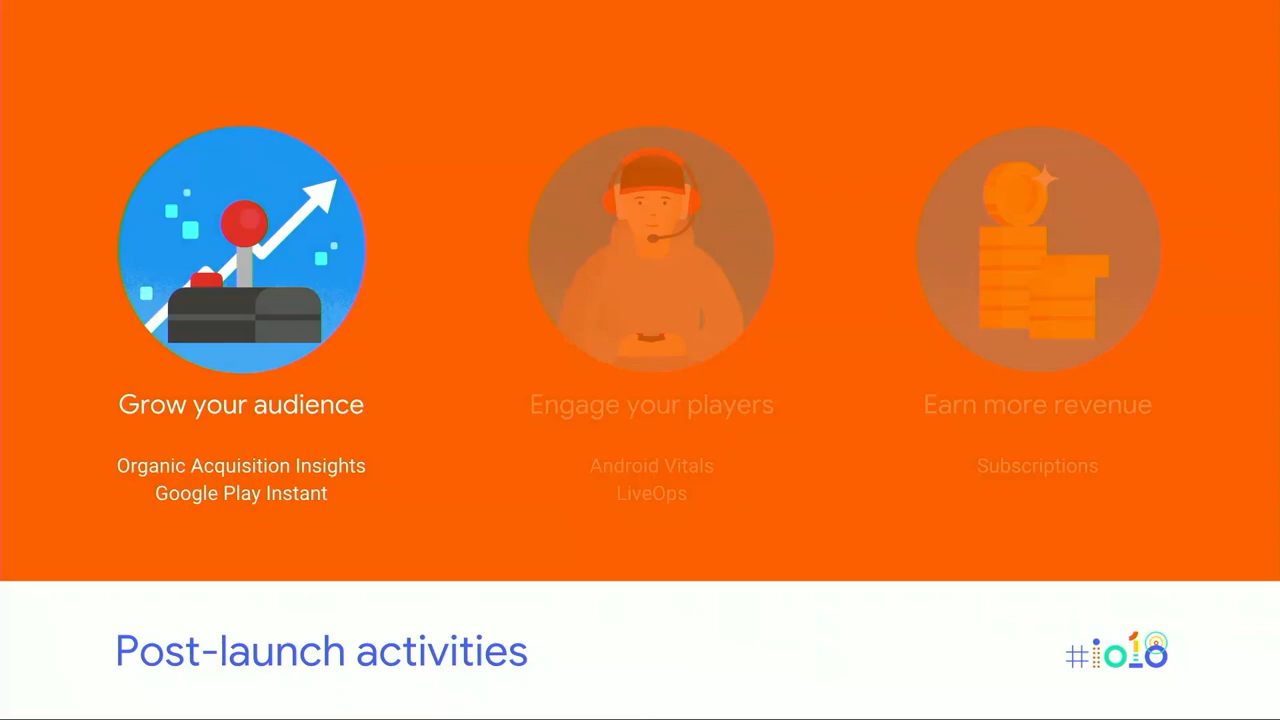 Grow your audience
Organic Acquisition Insights
Google Play Instant
Engage your players
Android Vitals
LiveOps
Earn more revenue
Subscriptions
Post-launch activities
#io18